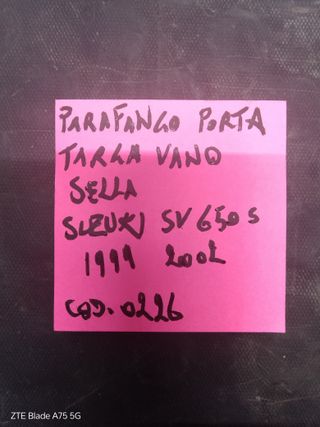 PARAFANGO PORTA
TARGA VANO
SELLA
SUZUKI SV 650 S
1999 2002
COD. 0226
ZTE Blade A75 5G